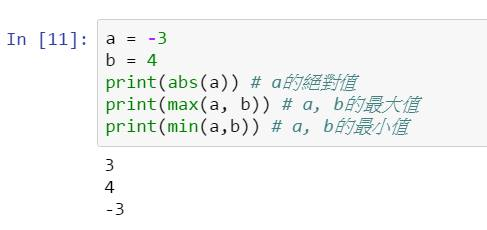 In [11]: a = -3
b = 4
print(abs(a)) # a的絕對值
print(max(a, b)) # a, b的最大值
print(min(a,b)) # a, b的最小值
3
4
-3